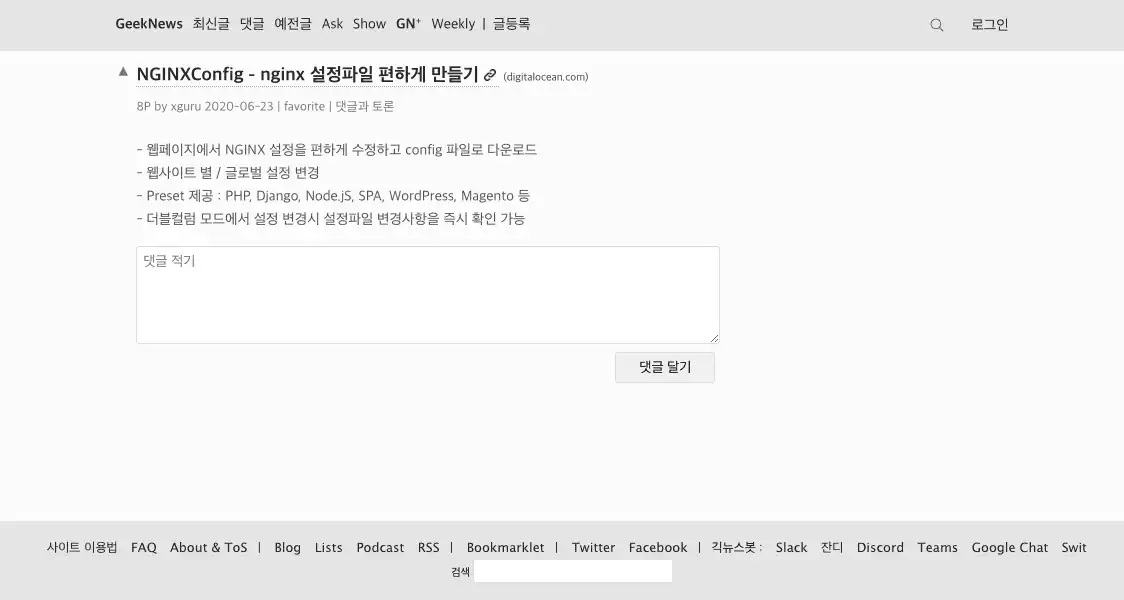 GeekNews 최신글 댓글 예전글 Ask Show GN+ Weekly | 글등록 로그인
▲ NGINXConfig - nginx 설정파일 편하게 만들기 (digitalocean.com)
8P by xguru 2020-06-23 | favorite | 댓글과 토론
- 웹페이지에서 NGINX 설정을 편하게 수정하고 config 파일로 다운로드
- 웹사이트 별 / 글로벌 설정 변경
- Preset 제공 : PHP, Django, Node.jS, SPA, WordPress, Magento 등
- 더블컬럼 모드에서 설정 변경시 설정파일 변경사항을 즉시 확인 가능
댓글 적기
댓글 달기
사이트 이용법 FAQ About & ToS | Blog Lists Podcast RSS | Bookmarklet | Twitter Facebook | 긱뉴스봇 : Slack 잔디 Discord Teams Google Chat Swit
검색